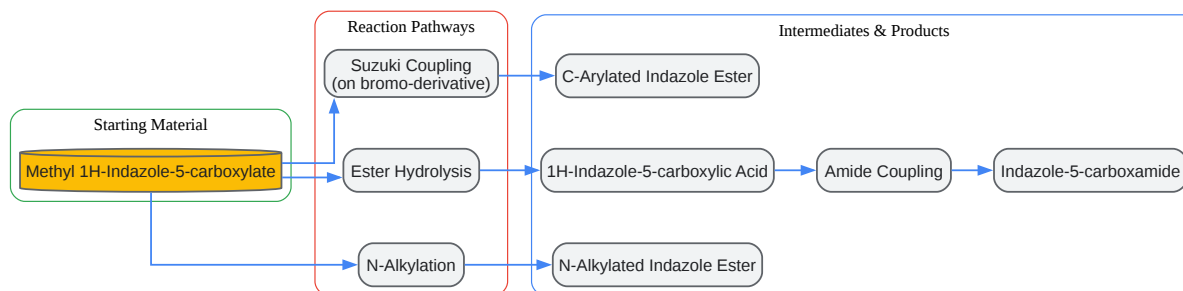 Reaction Pathways
Intermediates & Products
Suzuki Coupling
(on bromo-derivative)
C-Arylated Indazole Ester
Starting Material
Methyl 1H-Indazole-5-carboxylate
Ester Hydrolysis
1H-Indazole-5-carboxylic Acid
Amide Coupling
Indazole-5-carboxamide
N-Alkylation
N-Alkylated Indazole Ester